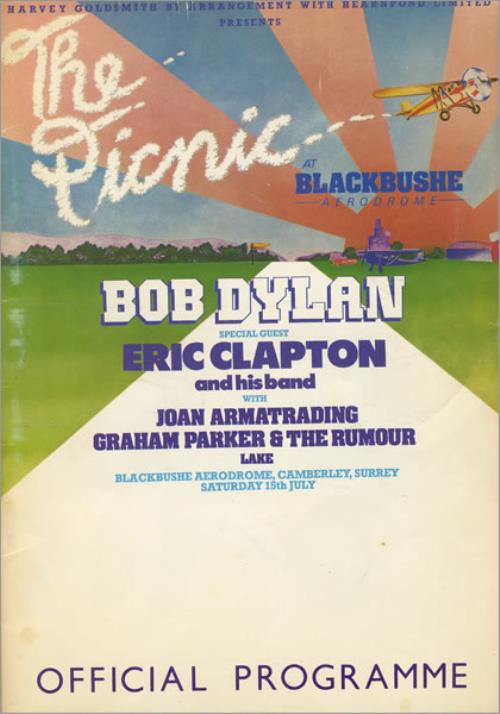 HARVEY GOLDSMITH BY ARRANGEMENT WITH HEARNFORD LIMITED
PRESENTS
The
Picnic
AT
BLACKBUSHE
AERODROME
BOB DYLAN
SPECIAL GUEST
ERIC CLAPTON
and his band
WITH
JOAN ARMATRADING
GRAHAM PARKER & THE RUMOUR
LAKE
BLACKBUSHE AERODROME, CAMBERLEY, SURREY
SATURDAY 15th JULY
OFFICIAL PROGRAMME